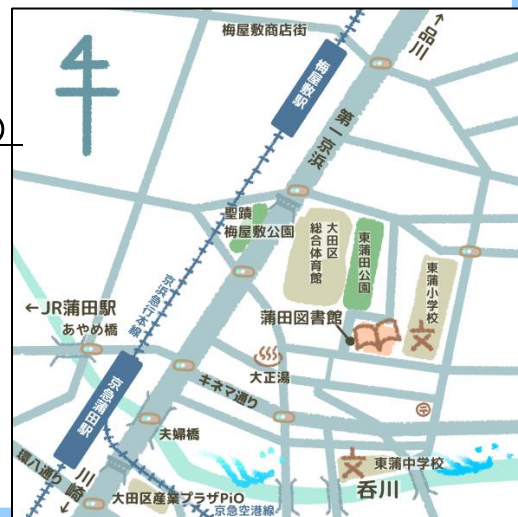 梅屋敷商店街
↑品川
梅屋敷駅
第一京浜
聖蹟
梅屋敷公園
大田区
総合体育館
東蒲田公園
東蒲小学校
京浜急行本線
←JR蒲田駅
あやめ橋
蒲田図書館
大正湯
キネマ通り
京急蒲田駅
夫婦橋
環八通り
川崎→
東蒲中学校
呑川
大田区産業プラザPiO
京急空港線